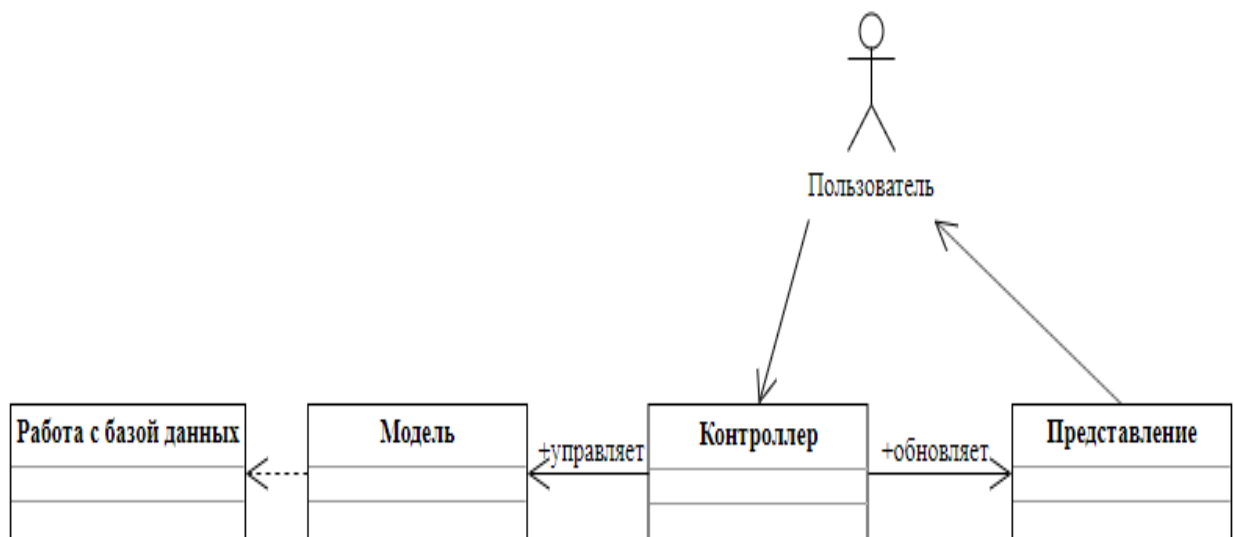 Пользователь
Работа с базой данных
Модель
+управляет
Контроллер
+обновляет
Представление